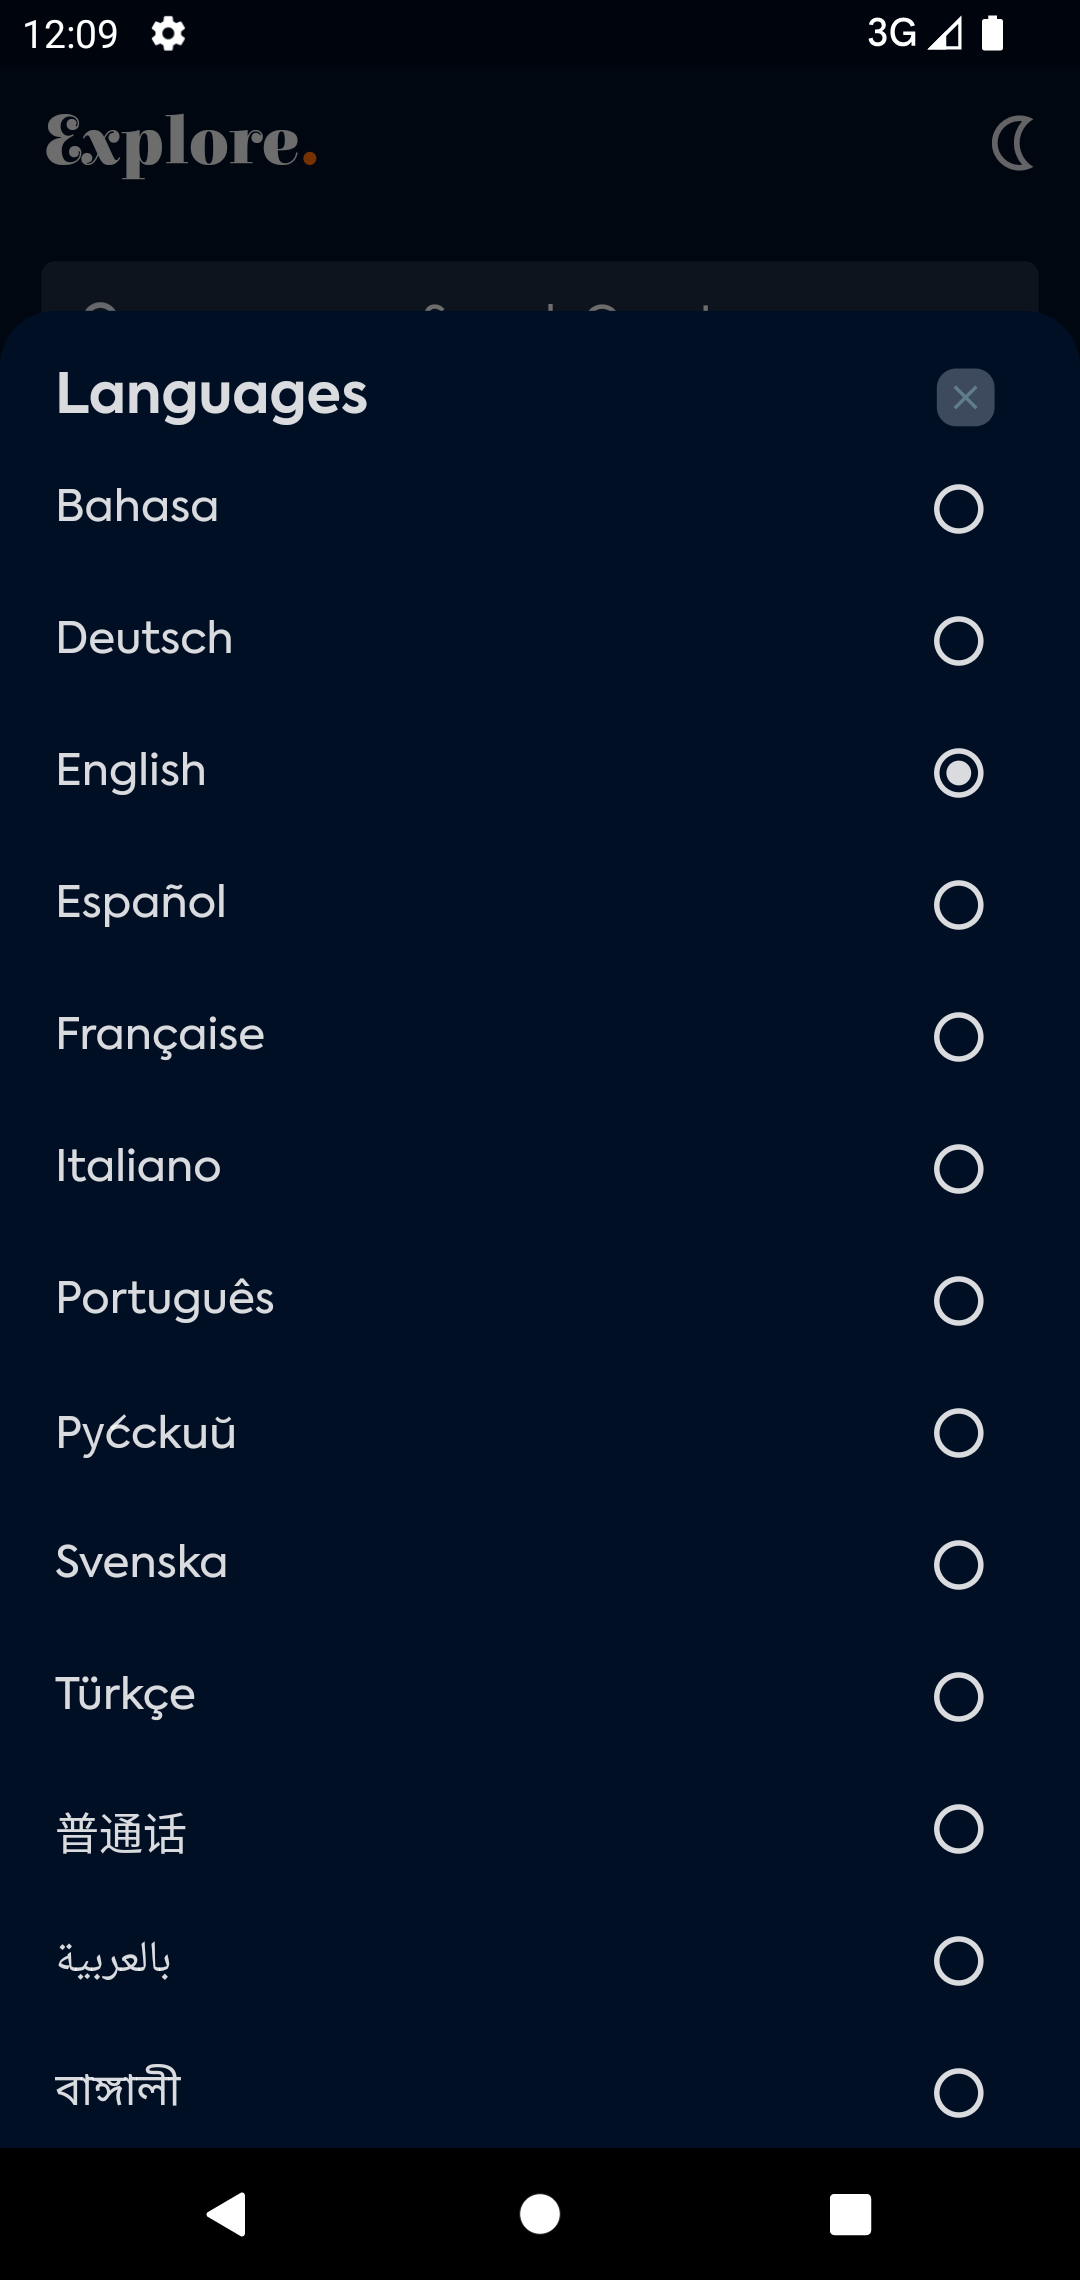 12:09
3G
Explore.
Languages
Bahasa
Deutsch
English
Español
Française
Italiano
Português
Pyćckuŭ
Svenska
Türkçe
普通话
بالعربية
বাঙ্গালী